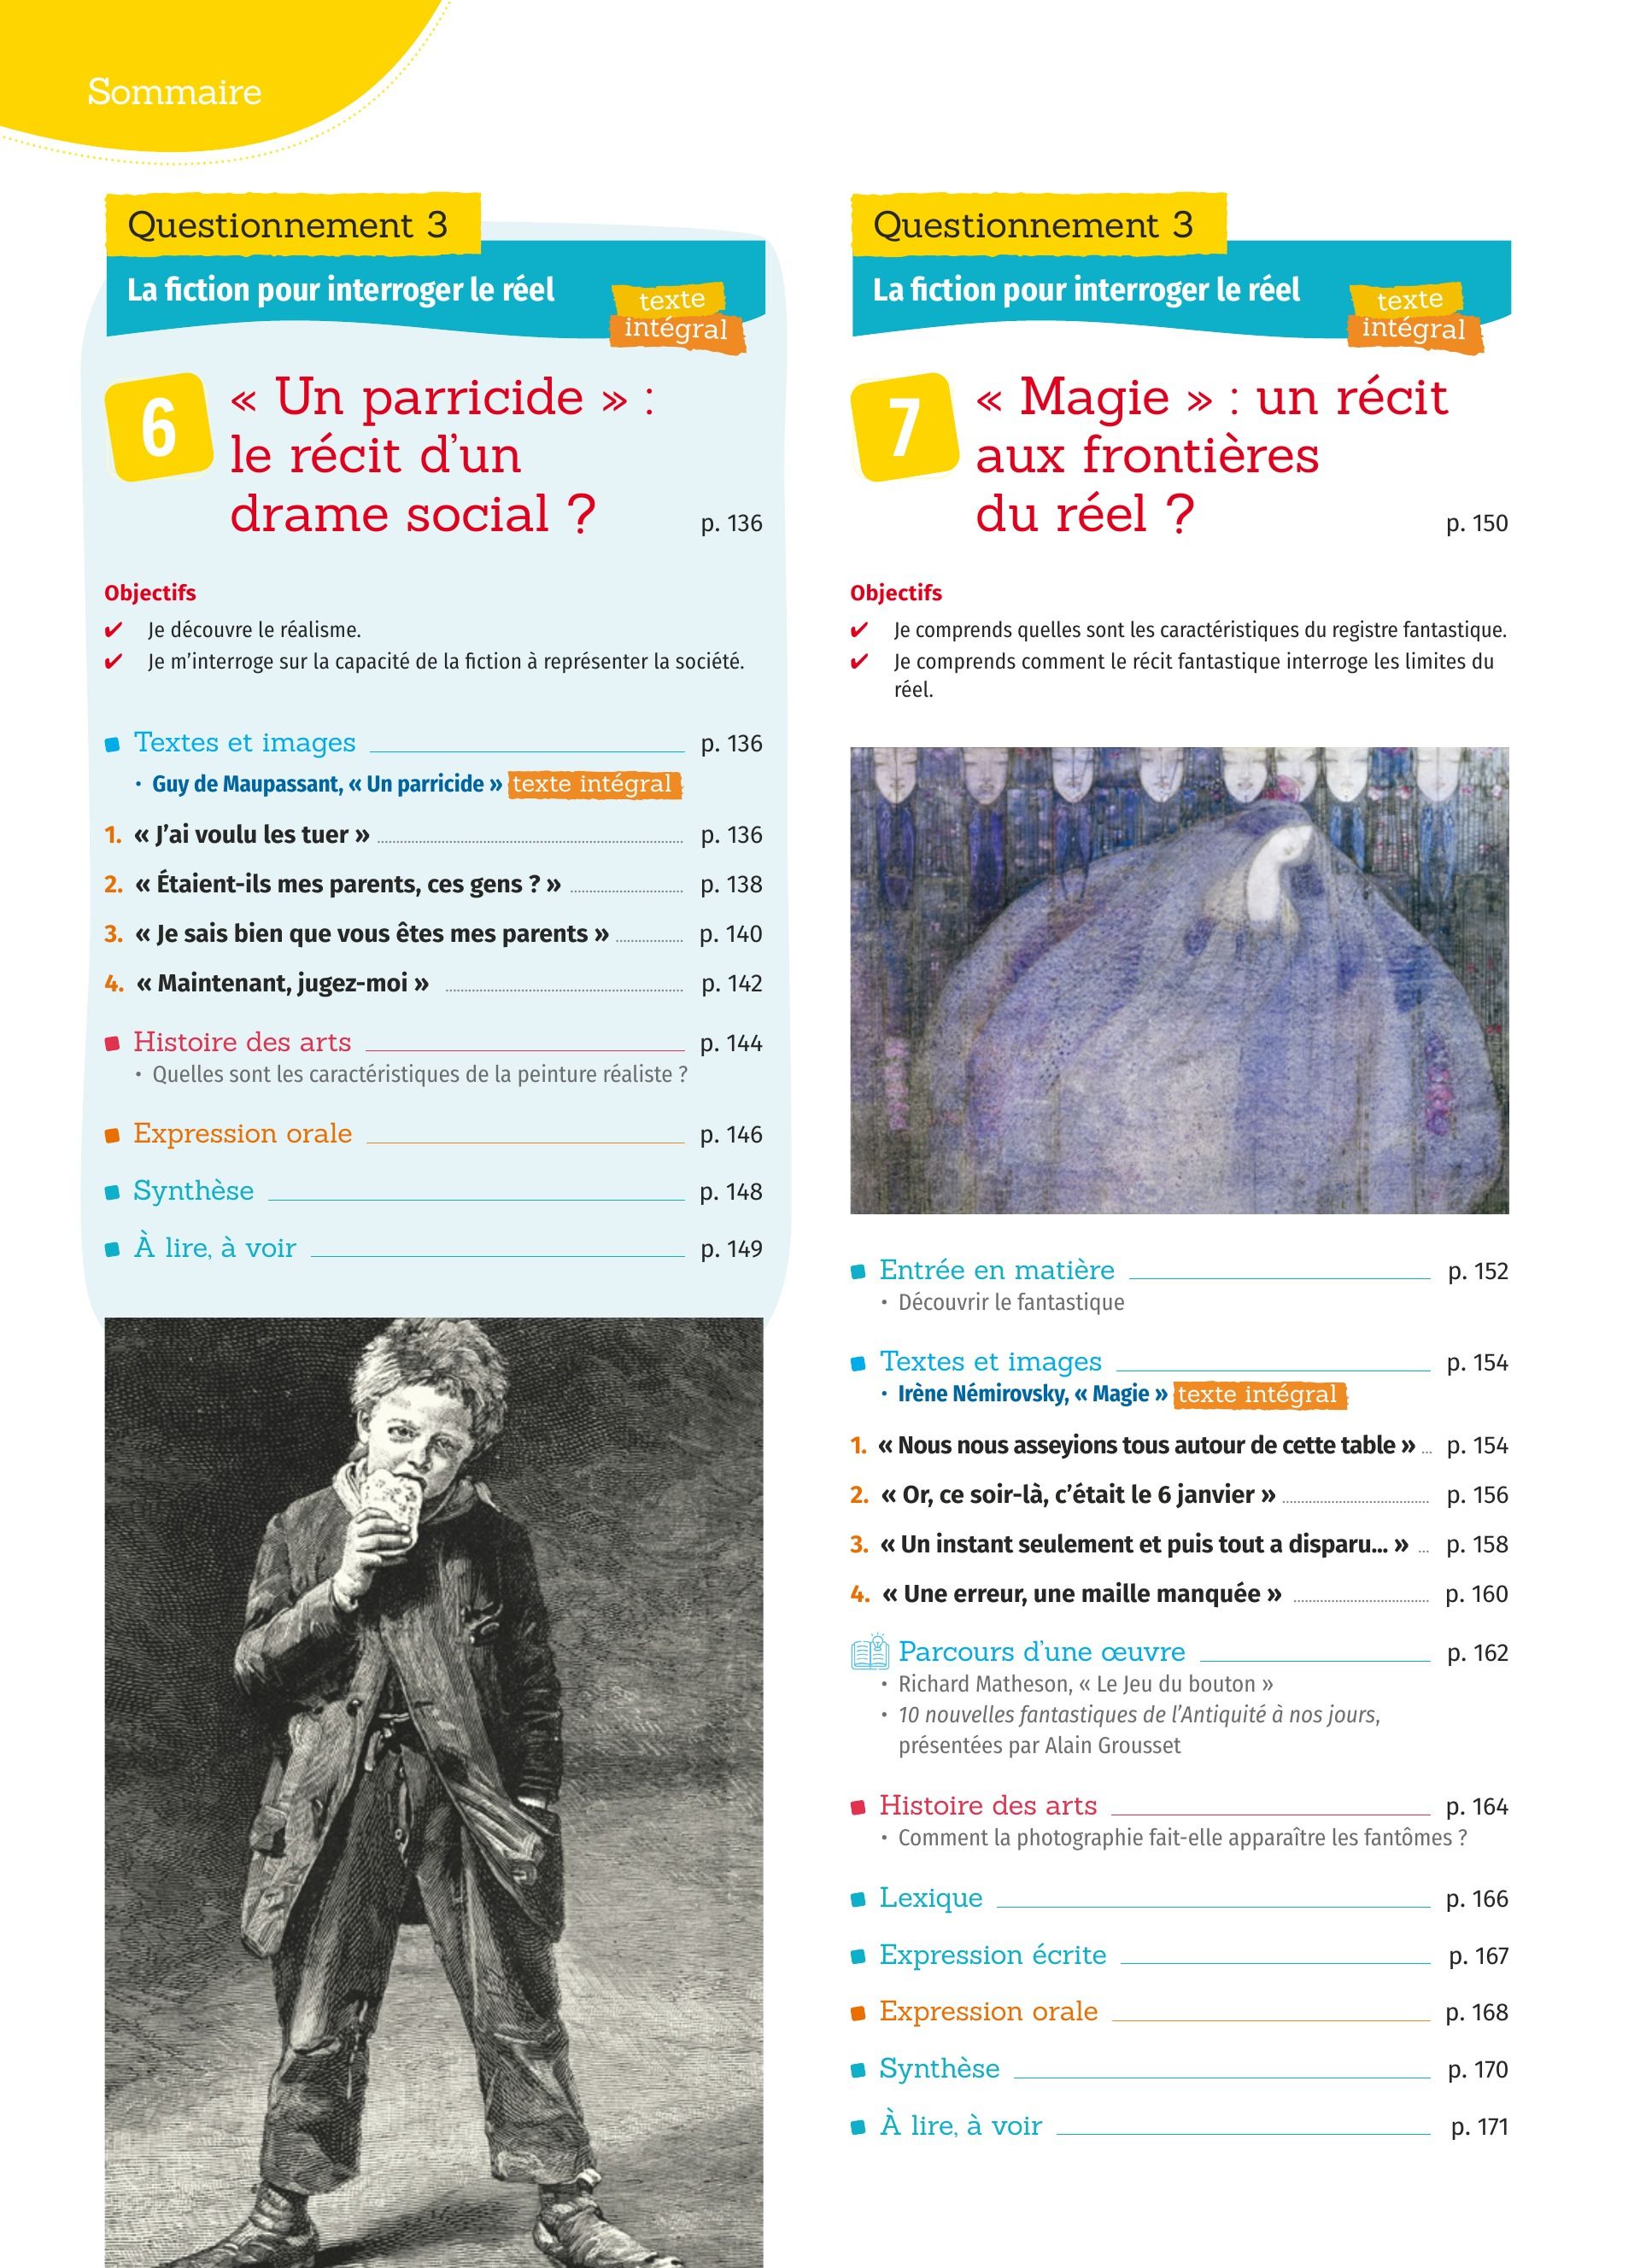 Sommaire
Questionnement 3
La fiction pour interroger le réel
texte
intégral
6
« Un parricide » :
le récit d’un
drame social ?
p. 136
Objectifs
✔ Je découvre le réalisme.
✔ Je m’interroge sur la capacité de la fiction à représenter la société.
Textes et images p. 136
• Guy de Maupassant, « Un parricide » texte intégral
1. « J’ai voulu les tuer » p. 136
2. « Étaient-ils mes parents, ces gens ? » p. 138
3. « Je sais bien que vous êtes mes parents » p. 140
4. « Maintenant, jugez-moi » p. 142
Histoire des arts p. 144
• Quelles sont les caractéristiques de la peinture réaliste ?
Expression orale p. 146
Synthèse p. 148
À lire, à voir p. 149
Questionnement 3
La fiction pour interroger le réel
texte
intégral
7
« Magie » : un récit
aux frontières
du réel ?
p. 150
Objectifs
✔ Je comprends quelles sont les caractéristiques du registre fantastique.
✔ Je comprends comment le récit fantastique interroge les limites du
réel.
Entrée en matière p. 152
• Découvrir le fantastique
Textes et images p. 154
• Irène Némirovsky, « Magie » texte intégral
1. « Nous nous asseyions tous autour de cette table » p. 154
2. « Or, ce soir-là, c’était le 6 janvier » p. 156
3. « Un instant seulement et puis tout a disparu... » p. 158
4. « Une erreur, une maille manquée » p. 160
Parcours d’une œuvre p. 162
• Richard Matheson, « Le Jeu du bouton »
• 10 nouvelles fantastiques de l’Antiquité à nos jours,
présentées par Alain Grousset
Histoire des arts p. 164
• Comment la photographie fait-elle apparaître les fantômes ?
Lexique p. 166
Expression écrite p. 167
Expression orale p. 168
Synthèse p. 170
À lire, à voir p. 171